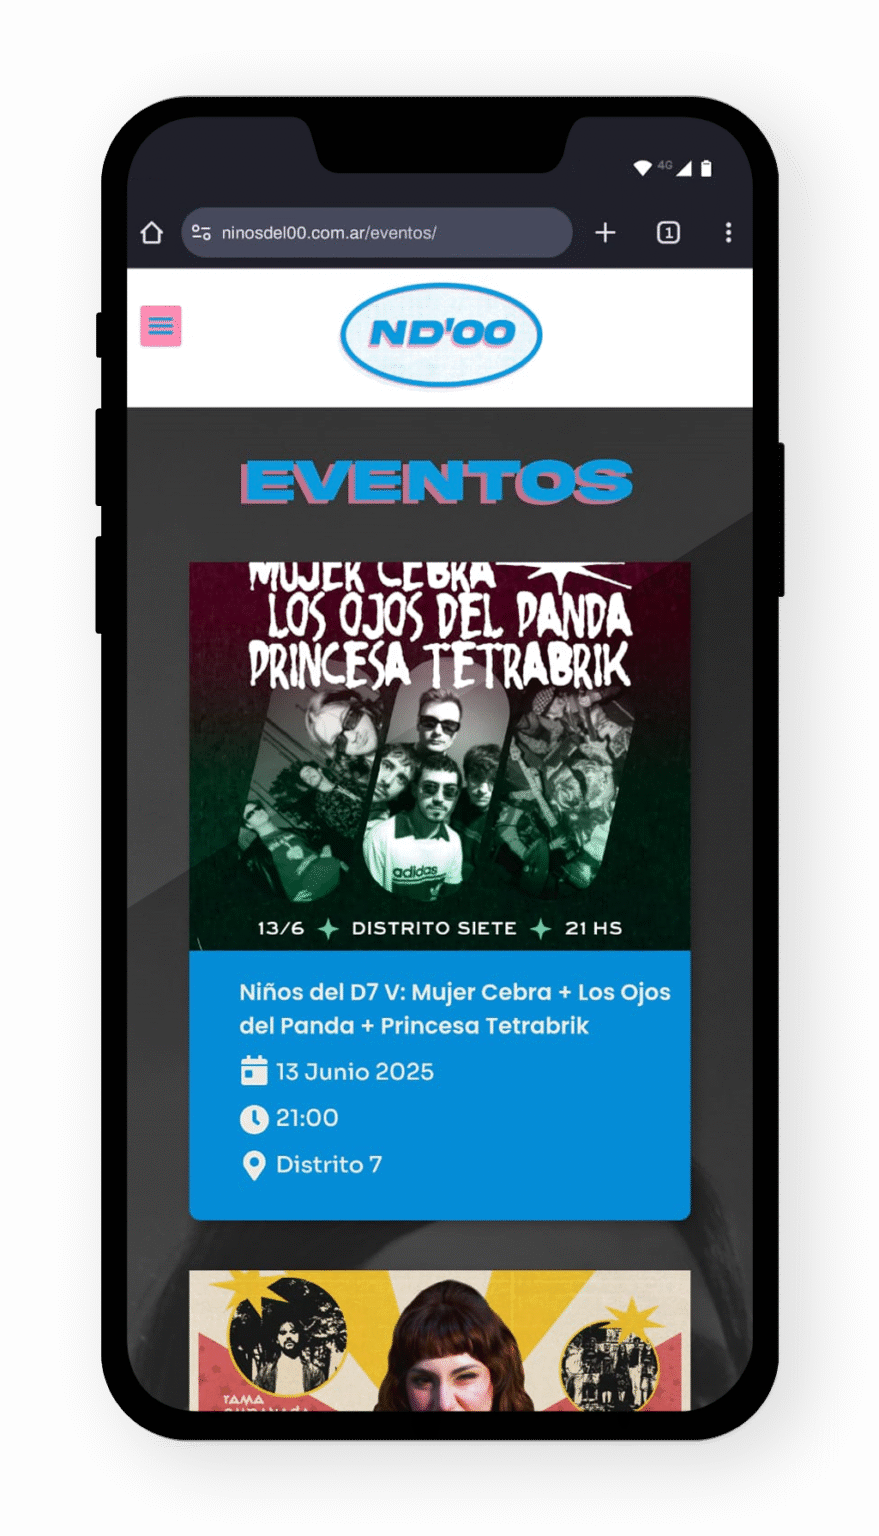 4G
ninosdel00.com.ar/eventos/
1
ND'00
EVENTOS
MUJER CEBRA
LOS OJOS DEL PANDA
PRINCESA TETRABRIK
adidas
13/6 DISTRITO SIETE 21 HS
Niños del D7 V: Mujer Cebra + Los Ojos
del Panda + Princesa Tetrabrik
13 Junio 2025
21:00
Distrito 7